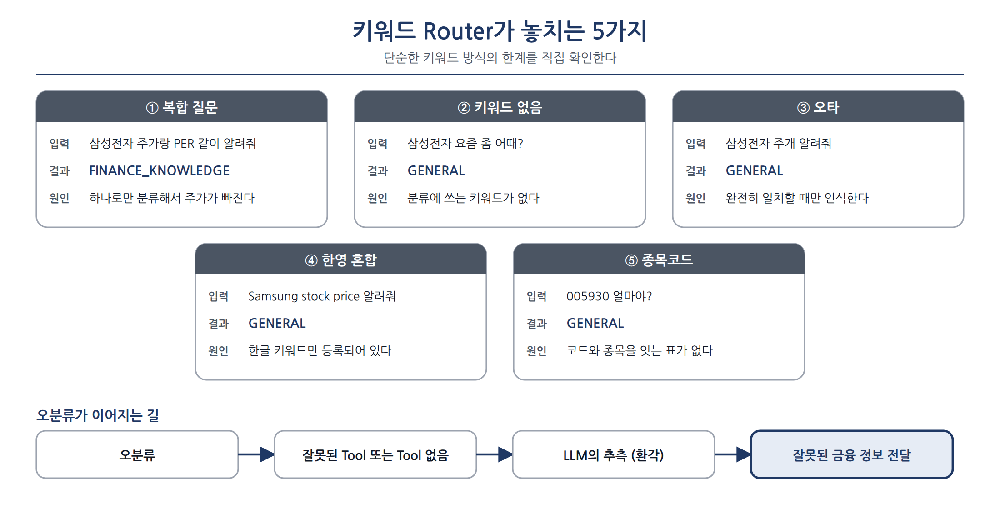 키워드 Router가 놓치는 5가지
단순한 키워드 방식의 한계를 직접 확인한다
① 복합 질문
입력 삼성전자 주가랑 PER 같이 알려줘
결과 FINANCE_KNOWLEDGE
원인 하나로만 분류해서 주가가 빠진다
② 키워드 없음
입력 삼성전자 요즘 좀 어때?
결과 GENERAL
원인 분류에 쓰는 키워드가 없다
③ 오타
입력 삼성전자 주개 알려줘
결과 GENERAL
원인 완전히 일치할 때만 인식한다
④ 한영 혼합
입력 Samsung stock price 알려줘
결과 GENERAL
원인 한글 키워드만 등록되어 있다
⑤ 종목코드
입력 005930 얼마야?
결과 GENERAL
원인 코드와 종목을 잇는 표가 없다
오분류가 이어지는 길
오분류
잘못된 Tool 또는 Tool 없음
LLM의 추측 (환각)
잘못된 금융 정보 전달